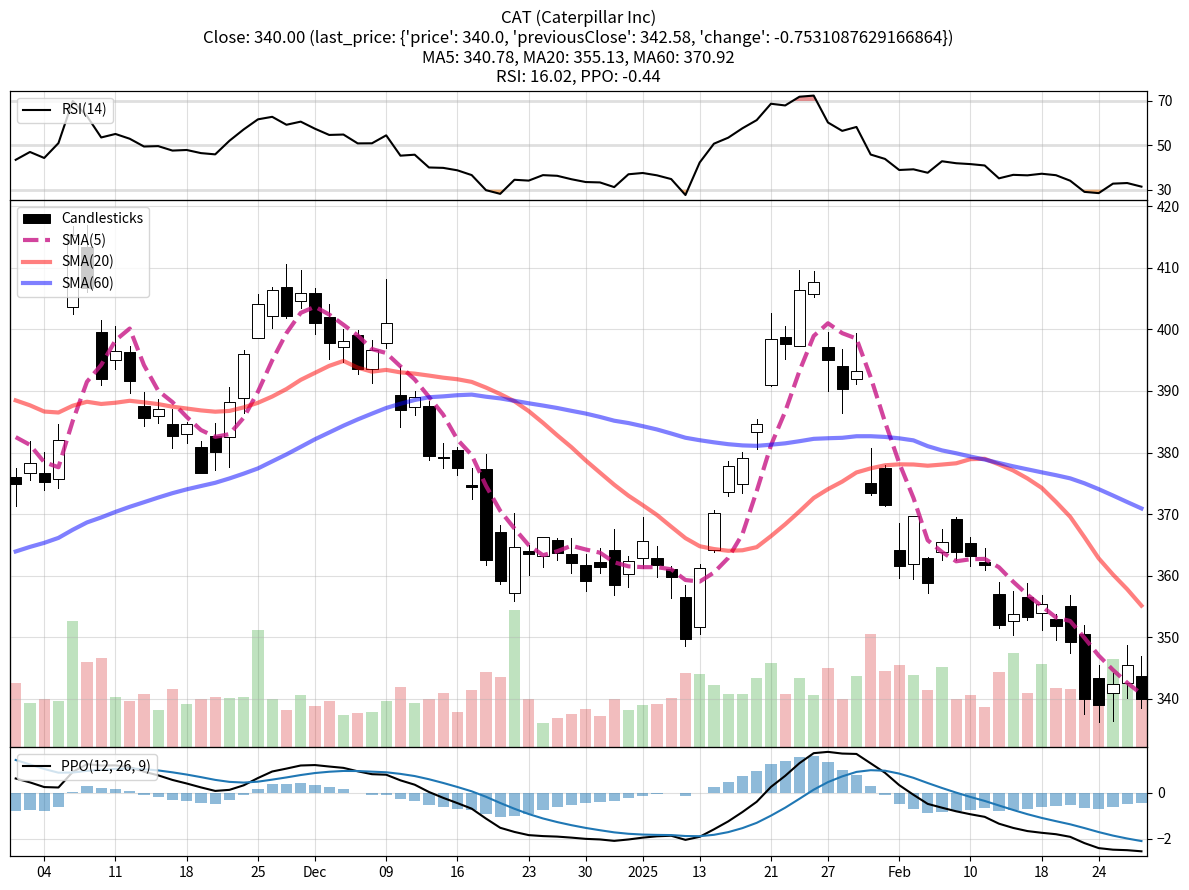 CAT (Caterpillar Inc)
Close: 340.00 (last_price: {'price': 340.0, 'previousClose': 342.58, 'change': -0.7531087629166864})
MA5: 340.78, MA20: 355.13, MA60: 370.92
RSI: 16.02, PPO: -0.44
RSI(14)
70
50
30
Candlesticks
SMA(5)
SMA(20)
SMA(60)
420
410
400
390
380
370
360
350
340
PPO(12, 26, 9)
0
−2
04 11 18 25 Dec 09 16 23 30 2025 13 21 27 Feb 10 18 24